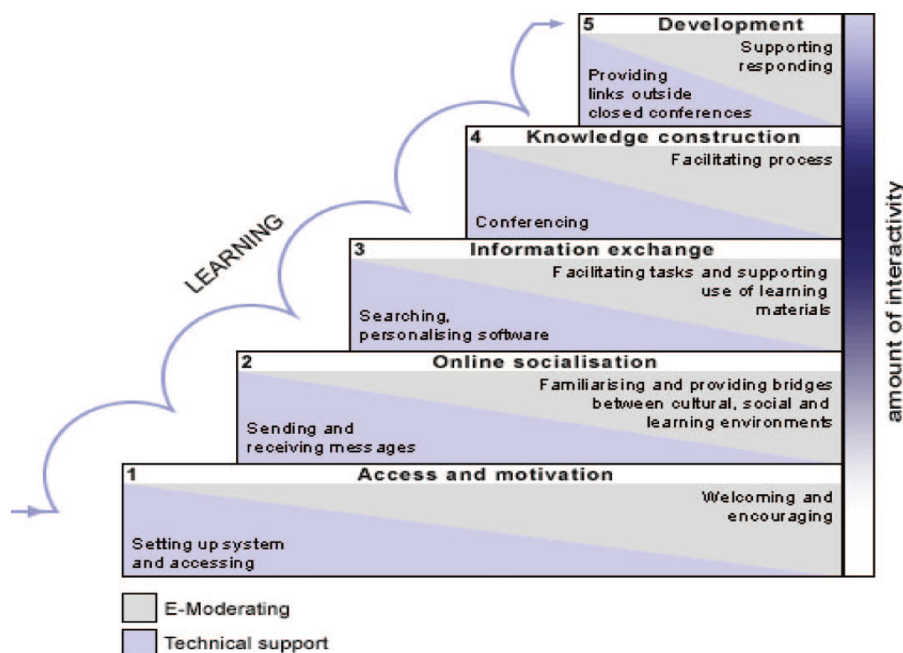 5 Development
Supporting
responding
Providing
links outside
closed conferences
4 Knowledge construction
Facilitating process
Conferencing
3 Information exchange
Facilitating tasks and supporting
use of learning
materials
Searching,
personalising software
2 Online socialisation
Familiarising and providing bridges
between cultural, social and
learning environments
Sending and
receiving messages
1 Access and motivation
Welcoming and
encouraging
Setting up system
and accessing
LEARNING
amount of interactivity
E-Moderating
Technical support